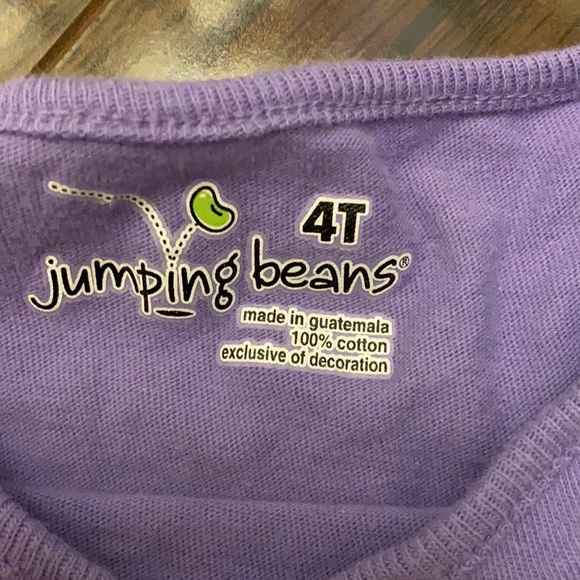 4T
jumping beans®
made in guatemala
100% cotton
exclusive of decoration